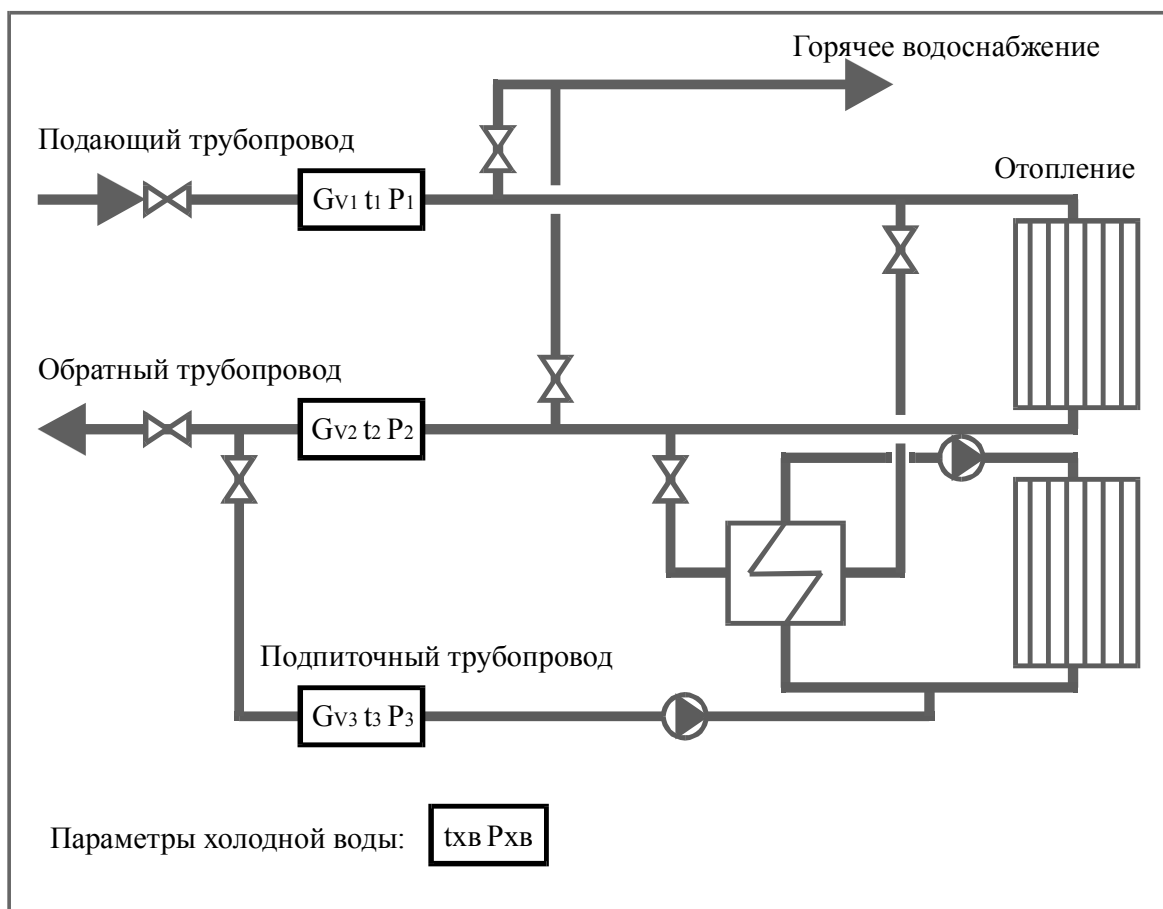 Горячее водоснабжение
Подающий трубопровод
Отопление
GV1 t1 P1
Обратный трубопровод
GV2 t2 P2
Подпиточный трубопровод
GV3 t3 P3
Параметры холодной воды:
tхв Pхв